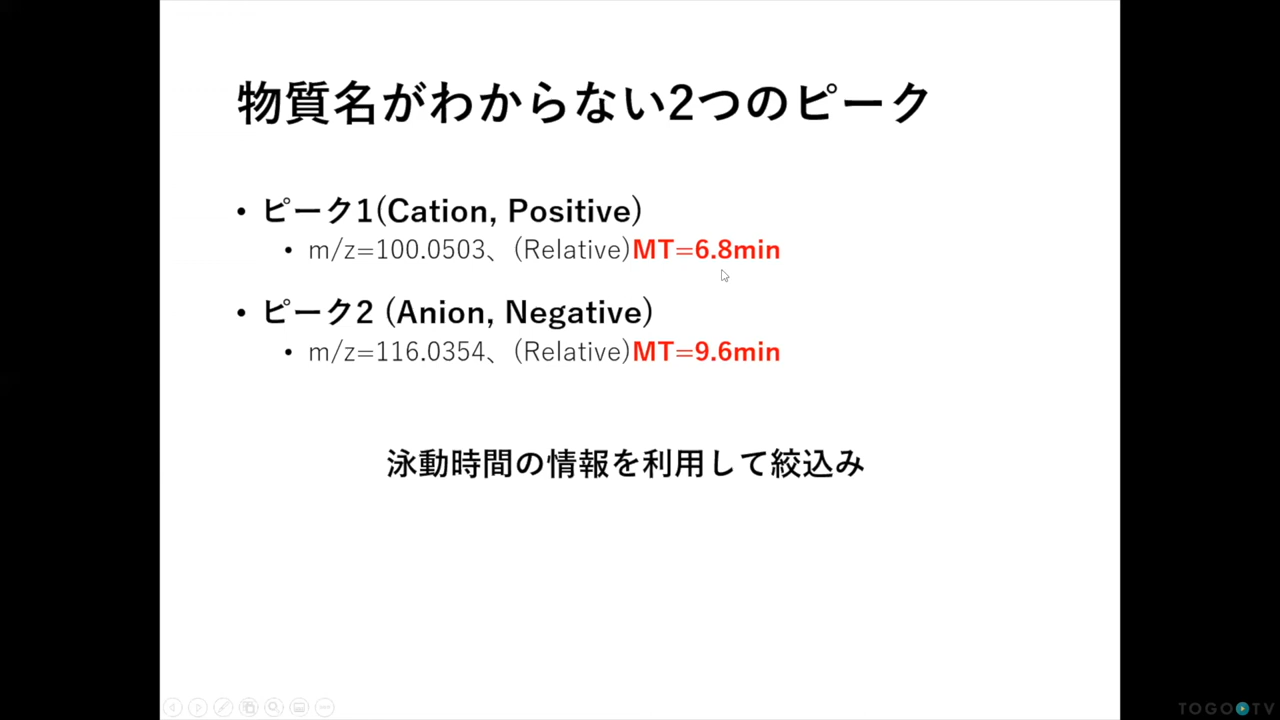 物質名がわからない2つのピーク
• ピーク1(Cation, Positive)
• m/z=100.0503、(Relative)MT=6.8min
• ピーク2 (Anion, Negative)
• m/z=116.0354、(Relative)MT=9.6min
泳動時間の情報を利用して絞込み
TOGO TV